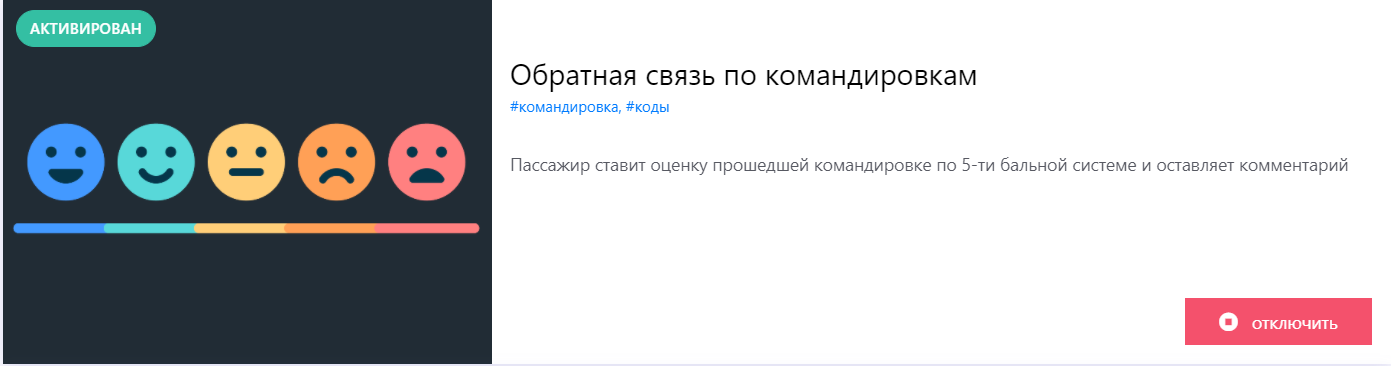 АКТИВИРОВАН
Обратная связь по командировкам
#командировка, #коды
Пассажир ставит оценку прошедшей командировке по 5-ти бальной системе и оставляет комментарий
ОТКЛЮЧИТЬ